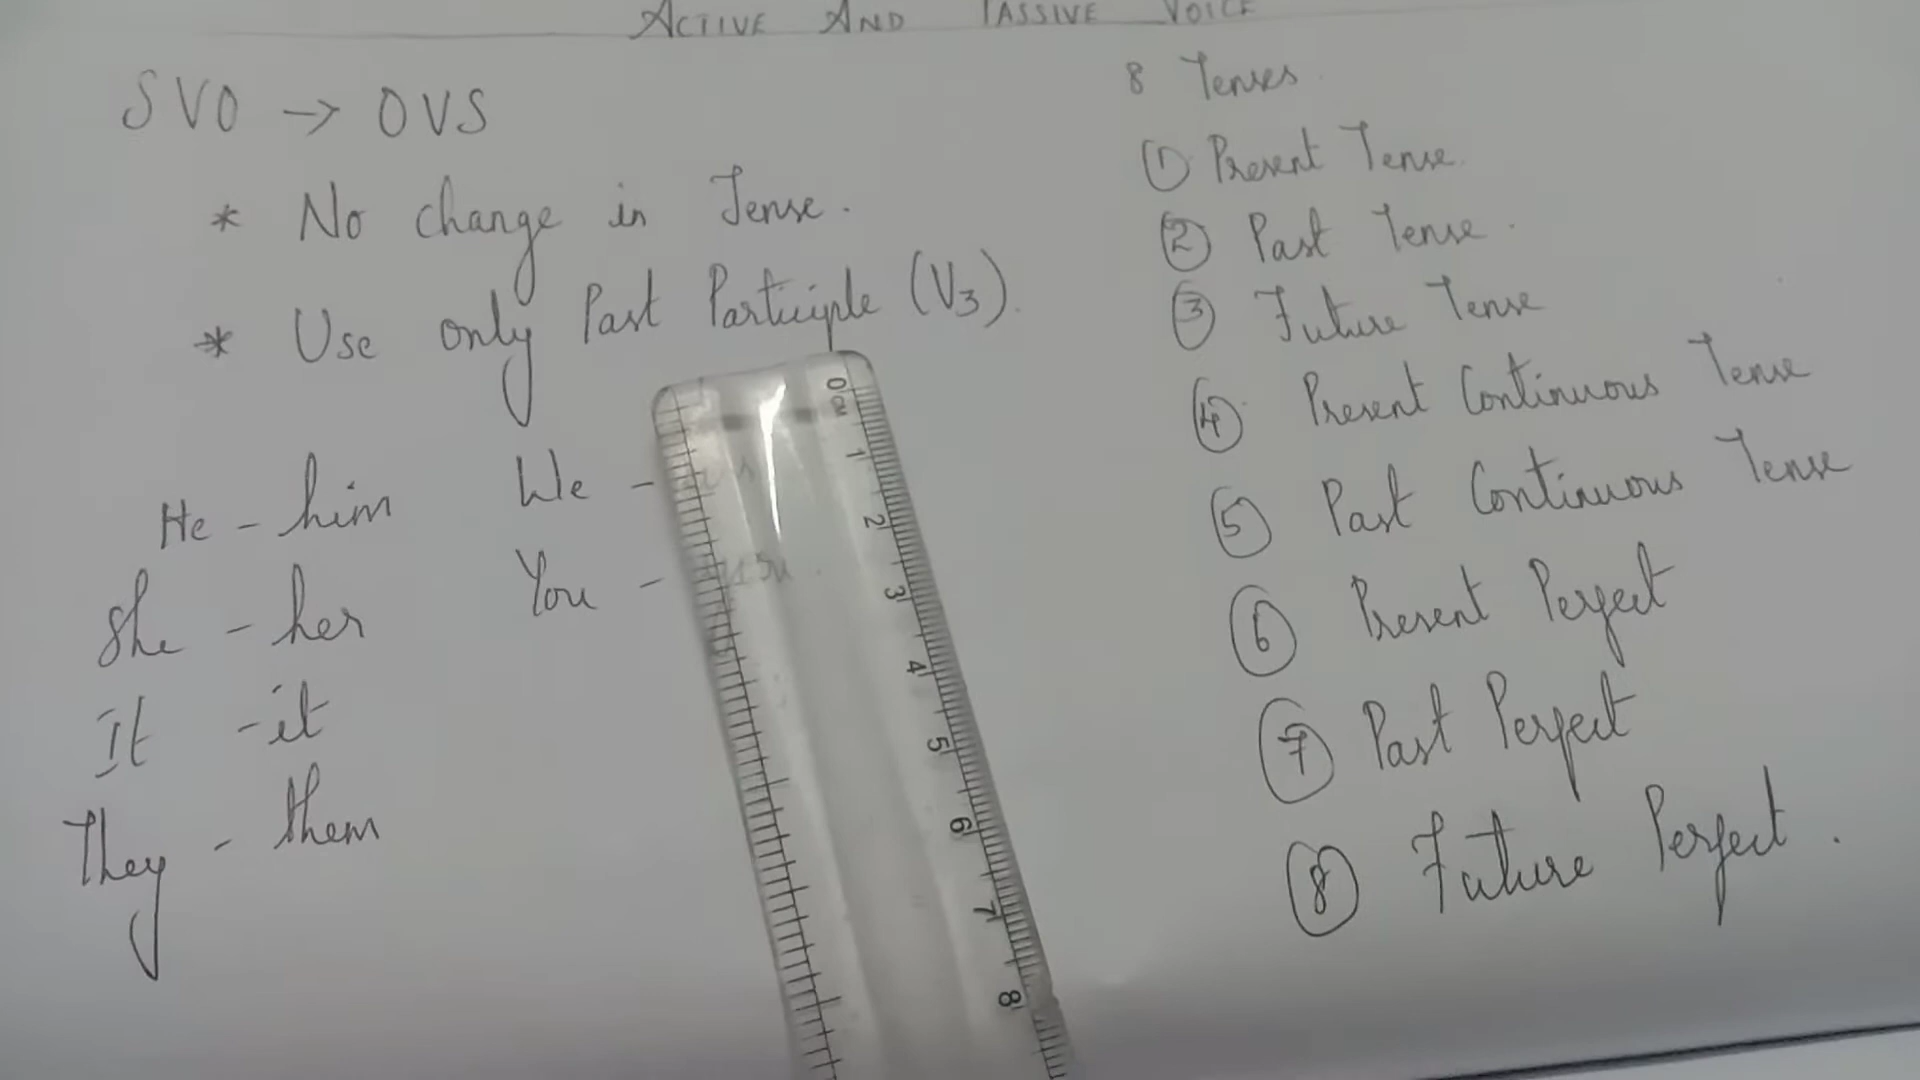 ACTIVE AND PASSIVE VOICE
SVO → OVS
* No change in Tense.
* Use only Past Participle (V3).
He - him
She - her
It - it
They - them
We -
You - you
8 Tenses
① Present Tense
② Past Tense
③ Future Tense
④ Present Continuous Tense
⑤ Past Continuous Tense
⑥ Present Perfect
⑦ Past Perfect
⑧ Future Perfect.
0 CM 1 2 3 4 5 6 7 8